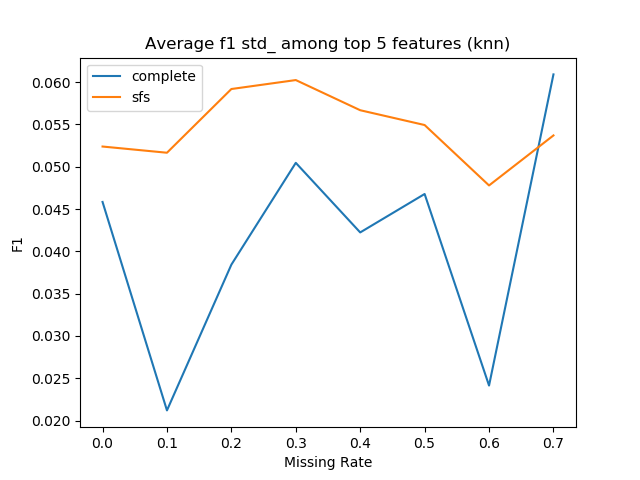 Average f1 std_ among top 5 features (knn)
complete
sfs
0.060
0.055
0.050
0.045
0.040
0.035
0.030
0.025
0.020
F1
0.0 0.1 0.2 0.3 0.4 0.5 0.6 0.7
Missing Rate